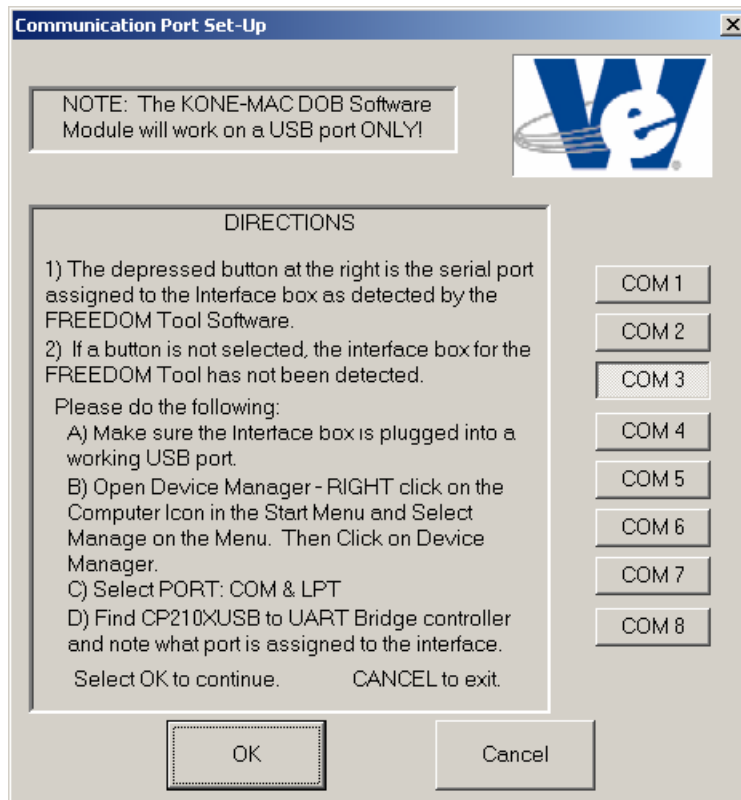 Communication Port Set-Up
NOTE: The KONE-MAC DOB Software
Module will work on a USB port ONLY!
We
DIRECTIONS
1) The depressed button at the right is the serial port
assigned to the Interface box as detected by the
FREEDOM Tool Software.
2) If a button is not selected, the interface box for the
FREEDOM Tool has not been detected.
Please do the following:
A) Make sure the Interface box is plugged into a
working USB port.
B) Open Device Manager - RIGHT click on the
Computer Icon in the Start Menu and Select
Manage on the Menu. Then Click on Device
Manager.
C) Select PORT: COM & LPT
D) Find CP210XUSB to UART Bridge controller
and note what port is assigned to the interface.
Select OK to continue. CANCEL to exit.
COM 1
COM 2
COM 3
COM 4
COM 5
COM 6
COM 7
COM 8
OK
Cancel